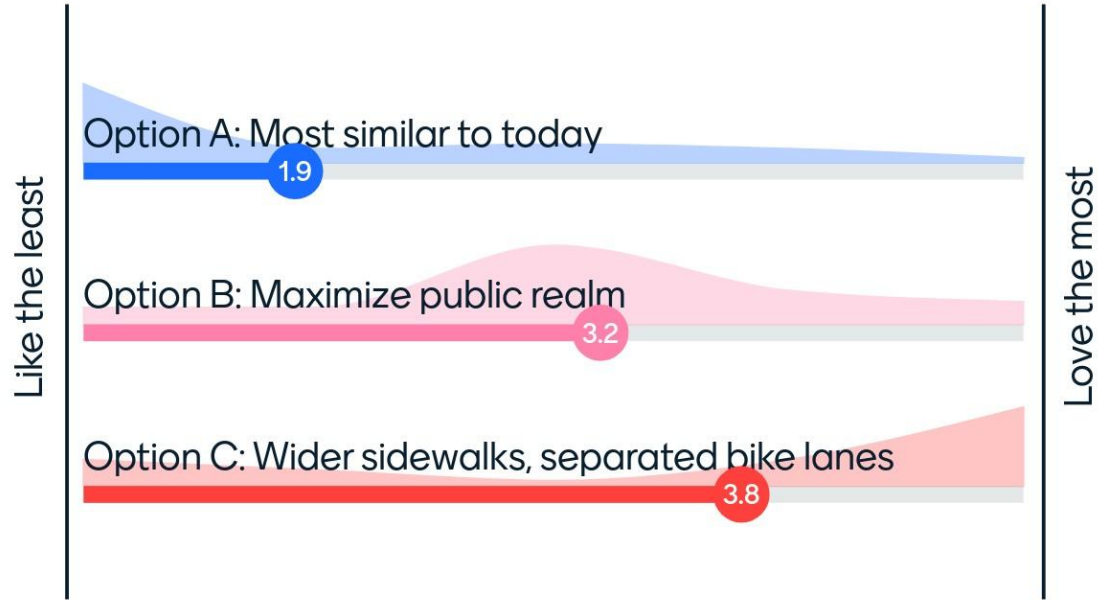 Like the least
Option A: Most similar to today
1.9
Option B: Maximize public realm
3.2
Option C: Wider sidewalks, separated bike lanes
3.8
Love the most